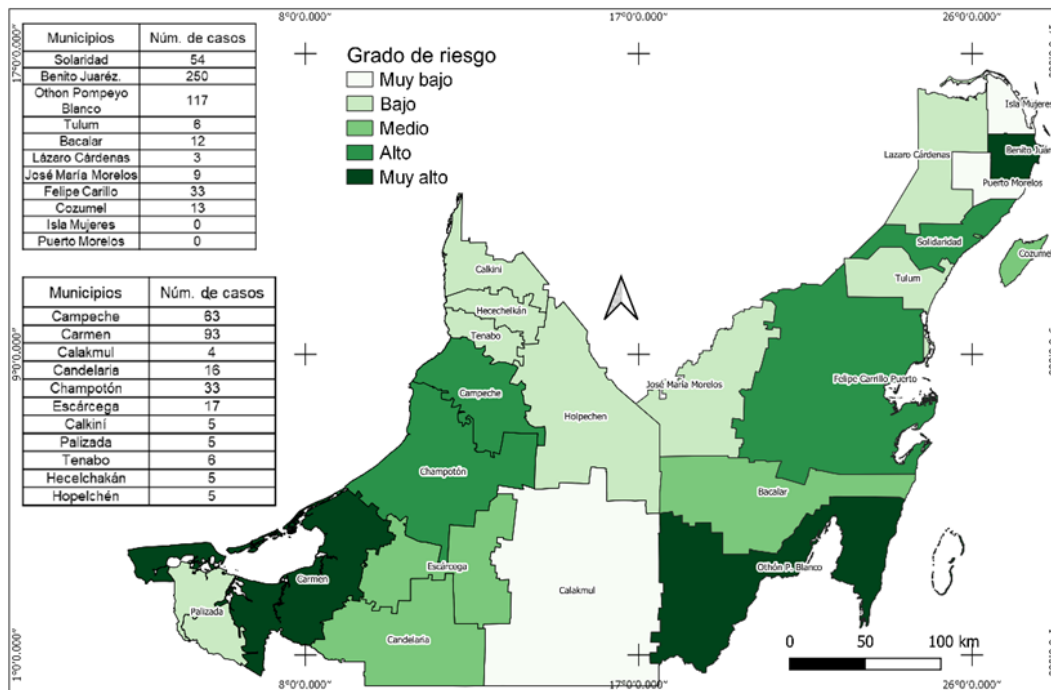 8°0'0.000"
17°0'0.000"
26°0'0.000"
17°0'0.000"
Municipios Núm. de casos
Solaridad 54
Benito Juaréz. 250
Othon Pompeyo
Blanco 117
Tulum 6
Bacalar 12
Lázaro Cárdenas 3
José María Morelos 9
Felipe Carillo 33
Cozumel 13
Isla Mujeres 0
Puerto Morelos 0
Grado de riesgo
Muy bajo
Bajo
Medio
Alto
Muy alto
Isla Mujeres
Benito Juár
Lázaro Cárdenas
Puerto Morelos
Solidaridad
Cozume
Tulum
Calkini
Hecechelkán
Tenabo
Municipios Núm. de casos
Campeche 63
Carmen 93
Calakmul 4
Candelaria 16
Champotón 33
Escárcega 17
Calkiní 5
Palizada 5
Tenabo 6
Hecelchakán 5
Hopelchén 5
9°0'0.000"
Campeche
José María Morelos
Felipe Carrillo Puerto
Holpechen
Champotón
Bacalar
Escárcega
Othón P. Blanco
Carmen
Calakmul
Palizada
Candelaria
0 50 100 km
1°0'0.000"
8°0'0.000"
17°0'0.000"
26°0'0.000"